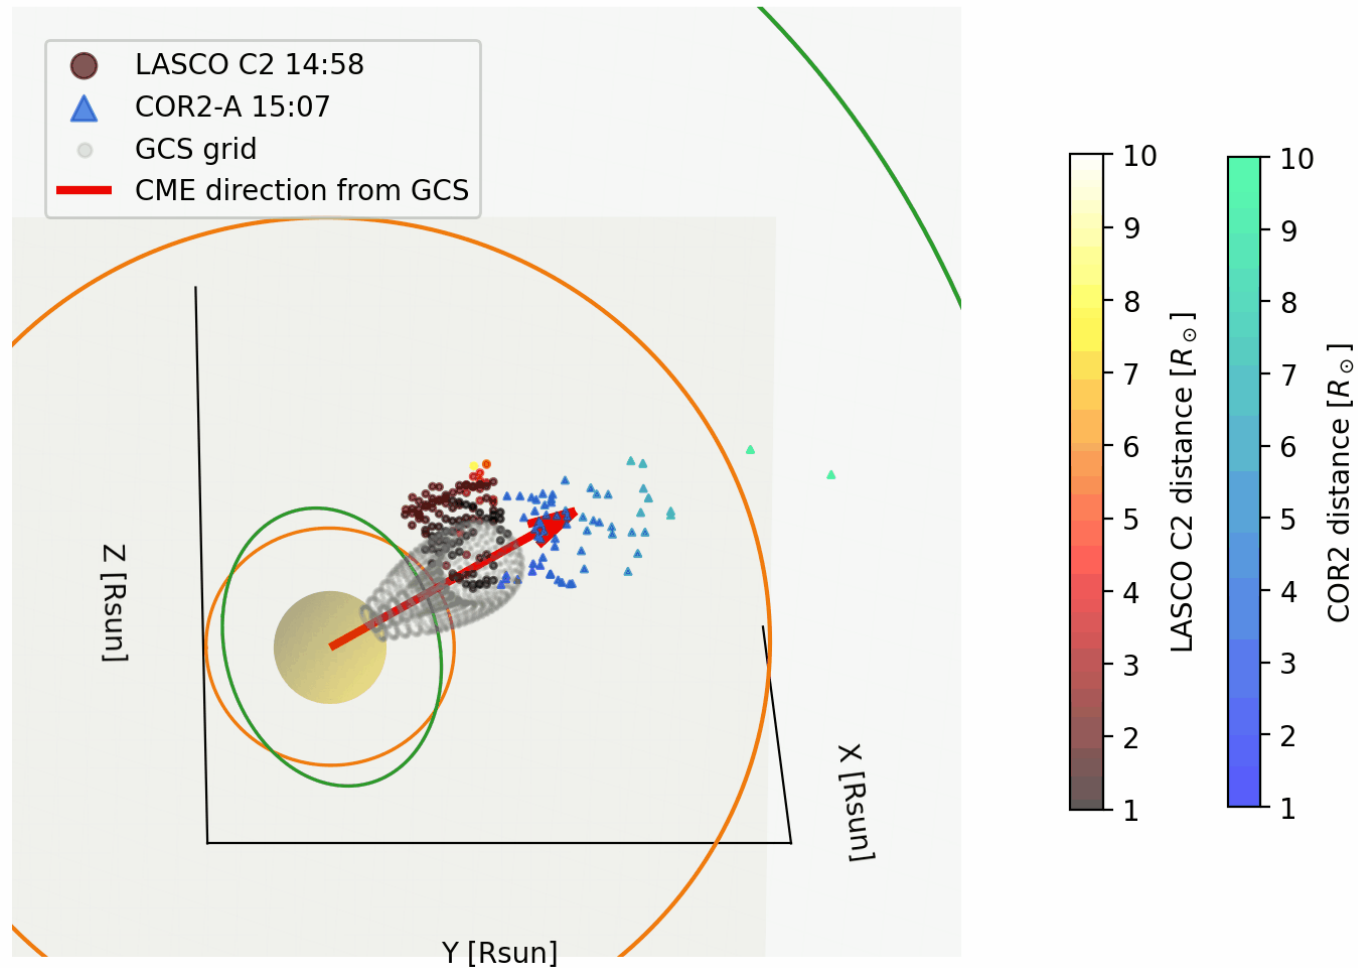 LASCO C2 14:58
COR2-A 15:07
GCS grid
CME direction from GCS
Z [Rsun]
Y [Rsun]
X [Rsun]
10
9
8
7
6
5
4
3
2
1
LASCO C2 distance [R☉]
10
9
8
7
6
5
4
3
2
1
COR2 distance [R☉]